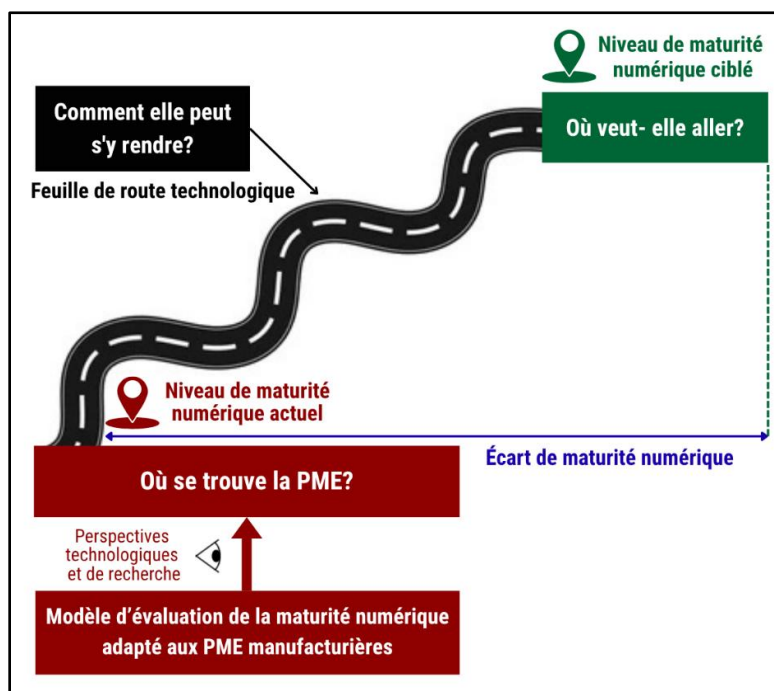 Niveau de maturité
numérique ciblé
Comment elle peut
s'y rendre?
Où veut- elle aller?
Feuille de route technologique
Niveau de maturité
numérique actuel
Écart de maturité numérique
Où se trouve la PME?
Perspectives
technologiques
et de recherche
Modèle d'évaluation de la maturité numérique
adapté aux PME manufacturières